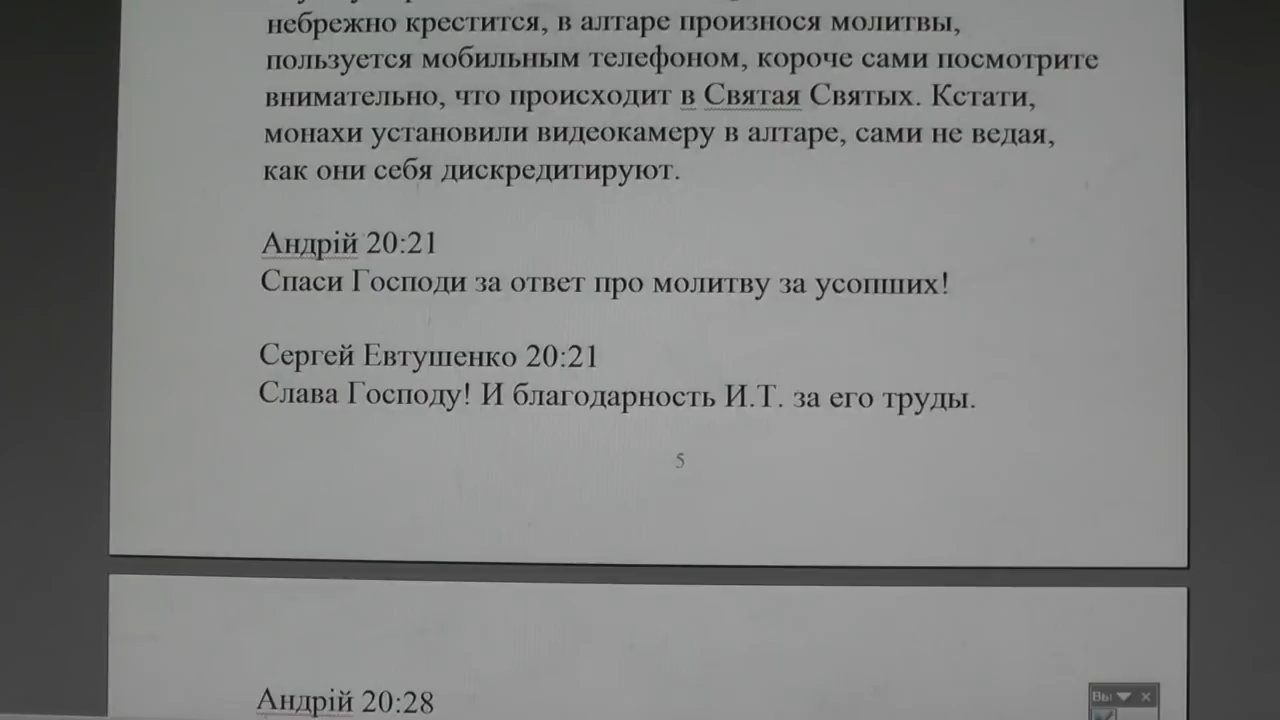 небрежно крестится, в алтаре произнося молитвы,
пользуется мобильным телефоном, короче сами посмотрите
внимательно, что происходит в Святая Святых. Кстати,
монахи установили видеокамеру в алтаре, сами не ведая,
как они себя дискредитируют.
Андрій 20:21
Спаси Господи за ответ про молитву за усопших!
Сергей Евтушенко 20:21
Слава Господу! И благодарность И.Т. за его труды.
5
Андрій 20:28